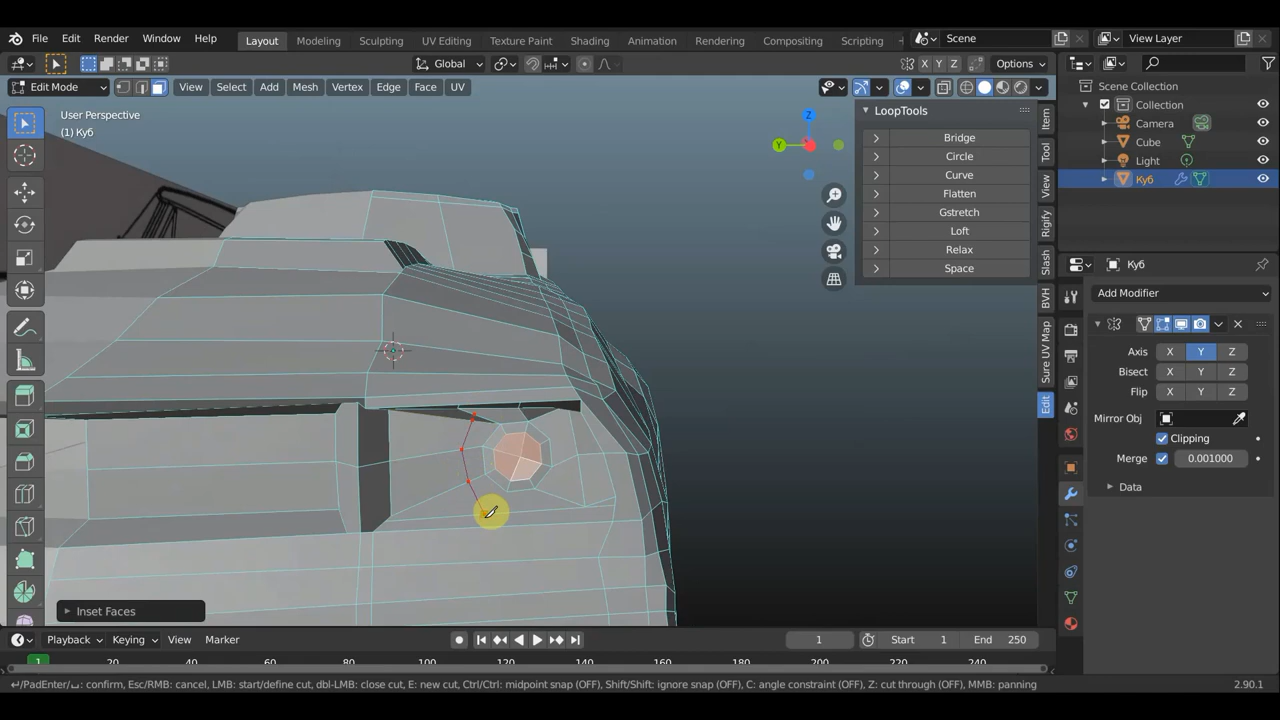 File Edit Render Window Help Layout Modeling Sculpting UV Editing Texture Paint Shading Animation Rendering Compositing Scripting + Scene View Layer
Global Options
Edit Mode View Select Add Mesh Vertex Edge Face UV
User Perspective
(1) Куб
Z
Y
X Y Z
LoopTools
Bridge
Circle
Curve
Flatten
Gstretch
Loft
Relax
Space
Item
Tool
View
Rigify
Slash
BVH
Sure UV Map
Edit
Scene Collection
Collection
Camera
Cube
Light
Куб
Куб
Add Modifier
Axis X Y Z
Bisect X Y Z
Flip X Y Z
Mirror Obj
Clipping
Merge 0.001000
Data
Inset Faces
Playback Keying View Marker 1 Start 1 End 250
1 20 40 60 80 100 120 140 160 180 200 220 240
↵/PadEnter/␣: confirm, Esc/RMB: cancel, LMB: start/define cut, dbl-LMB: close cut, E: new cut, Ctrl/Ctrl: midpoint snap (OFF), Shift/Shift: ignore snap (OFF), C: angle constraint (OFF), Z: cut through (OFF), MMB: panning 2.90.1